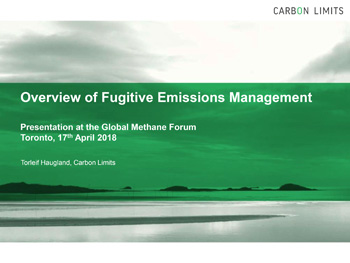 CARBON LIMITS
Overview of Fugitive Emissions Management
Presentation at the Global Methane Forum
Toronto, 17th April 2018
Torleif Haugland, Carbon Limits